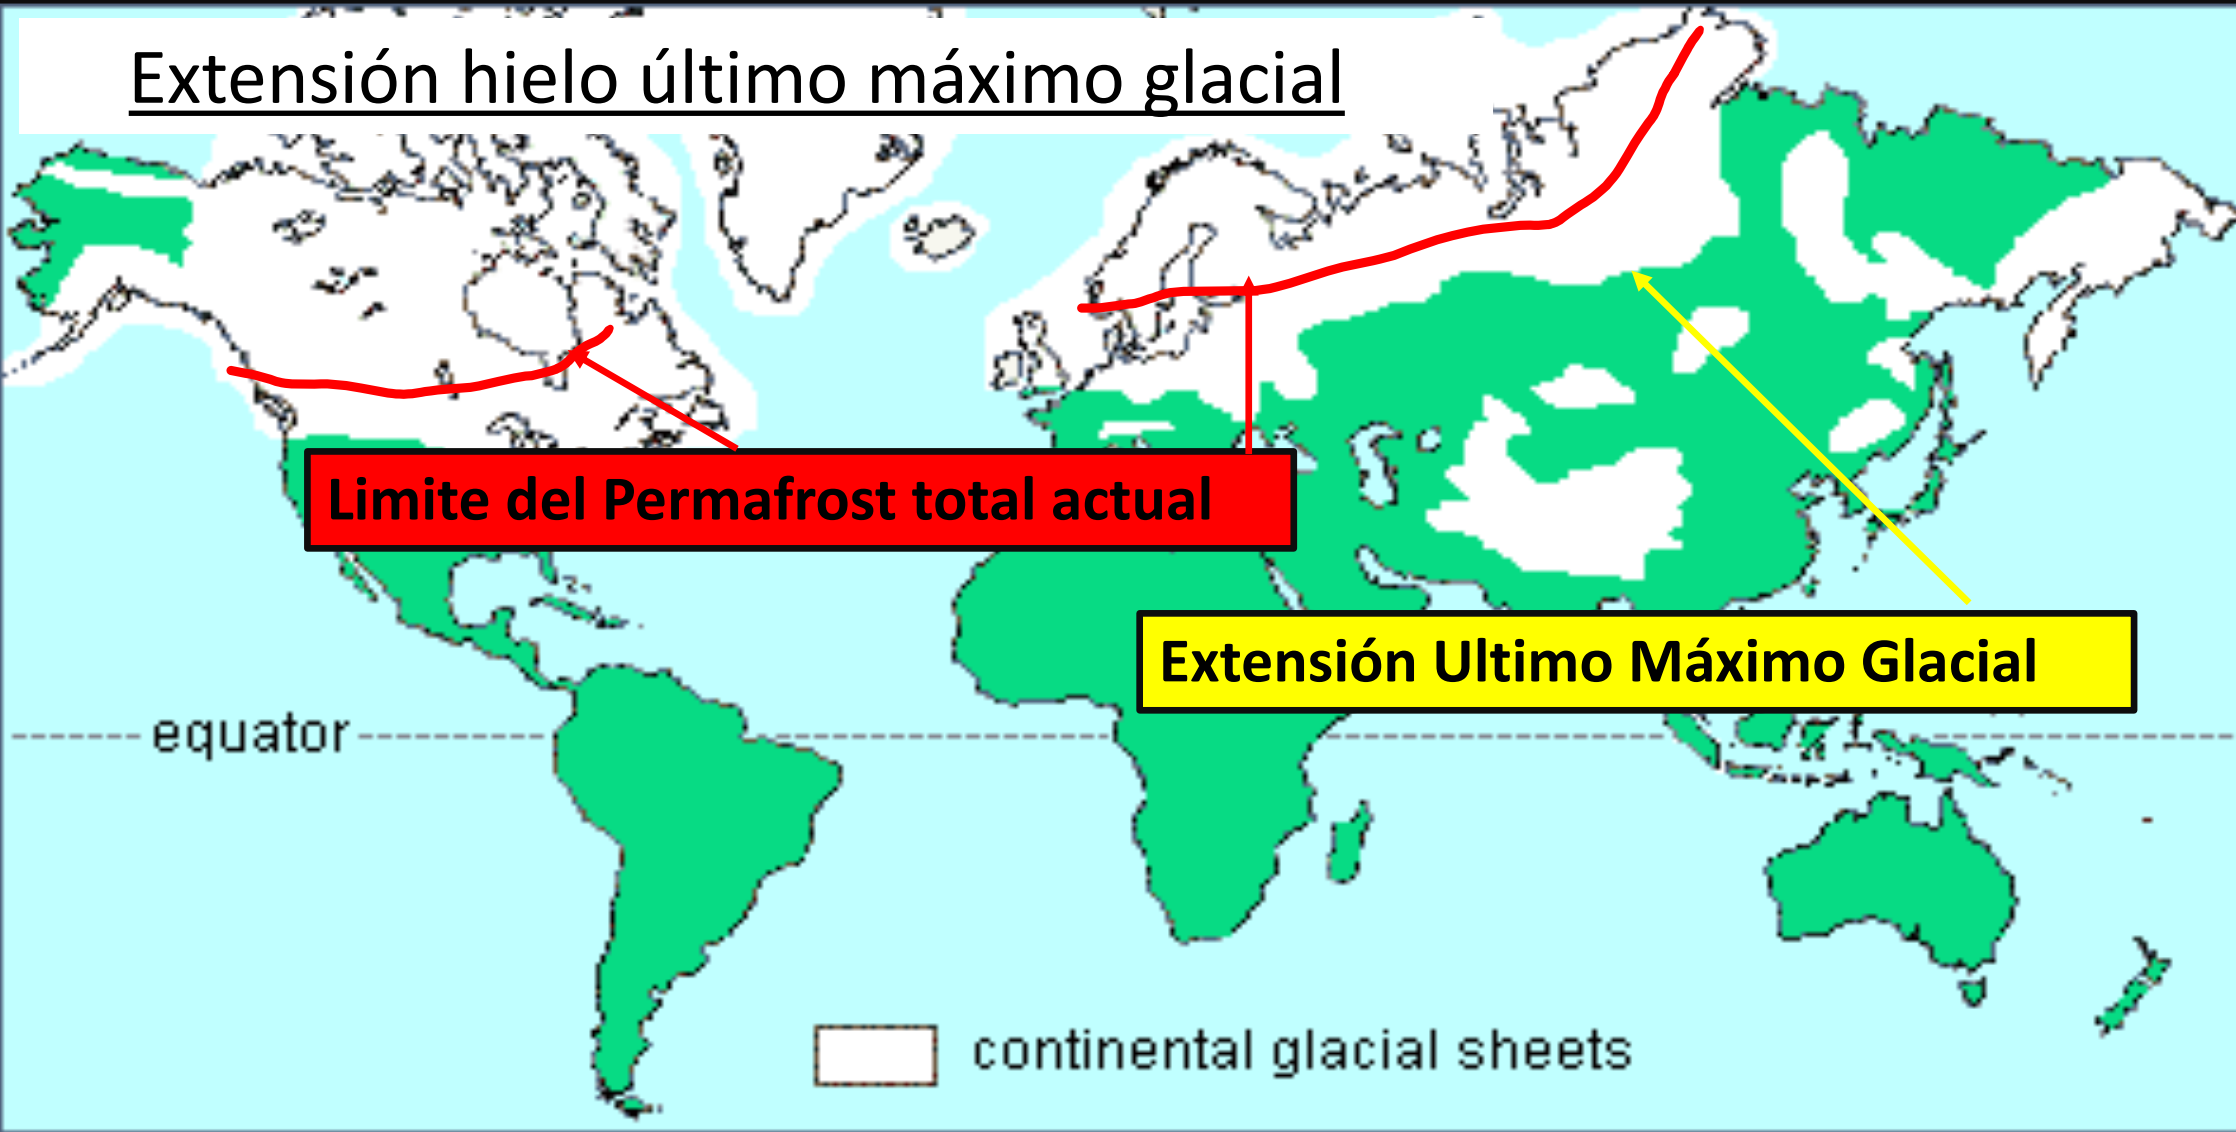 Extensión hielo último máximo glacial
Limite del Permafrost total actual
Extensión Ultimo Máximo Glacial
equator
continental glacial sheets